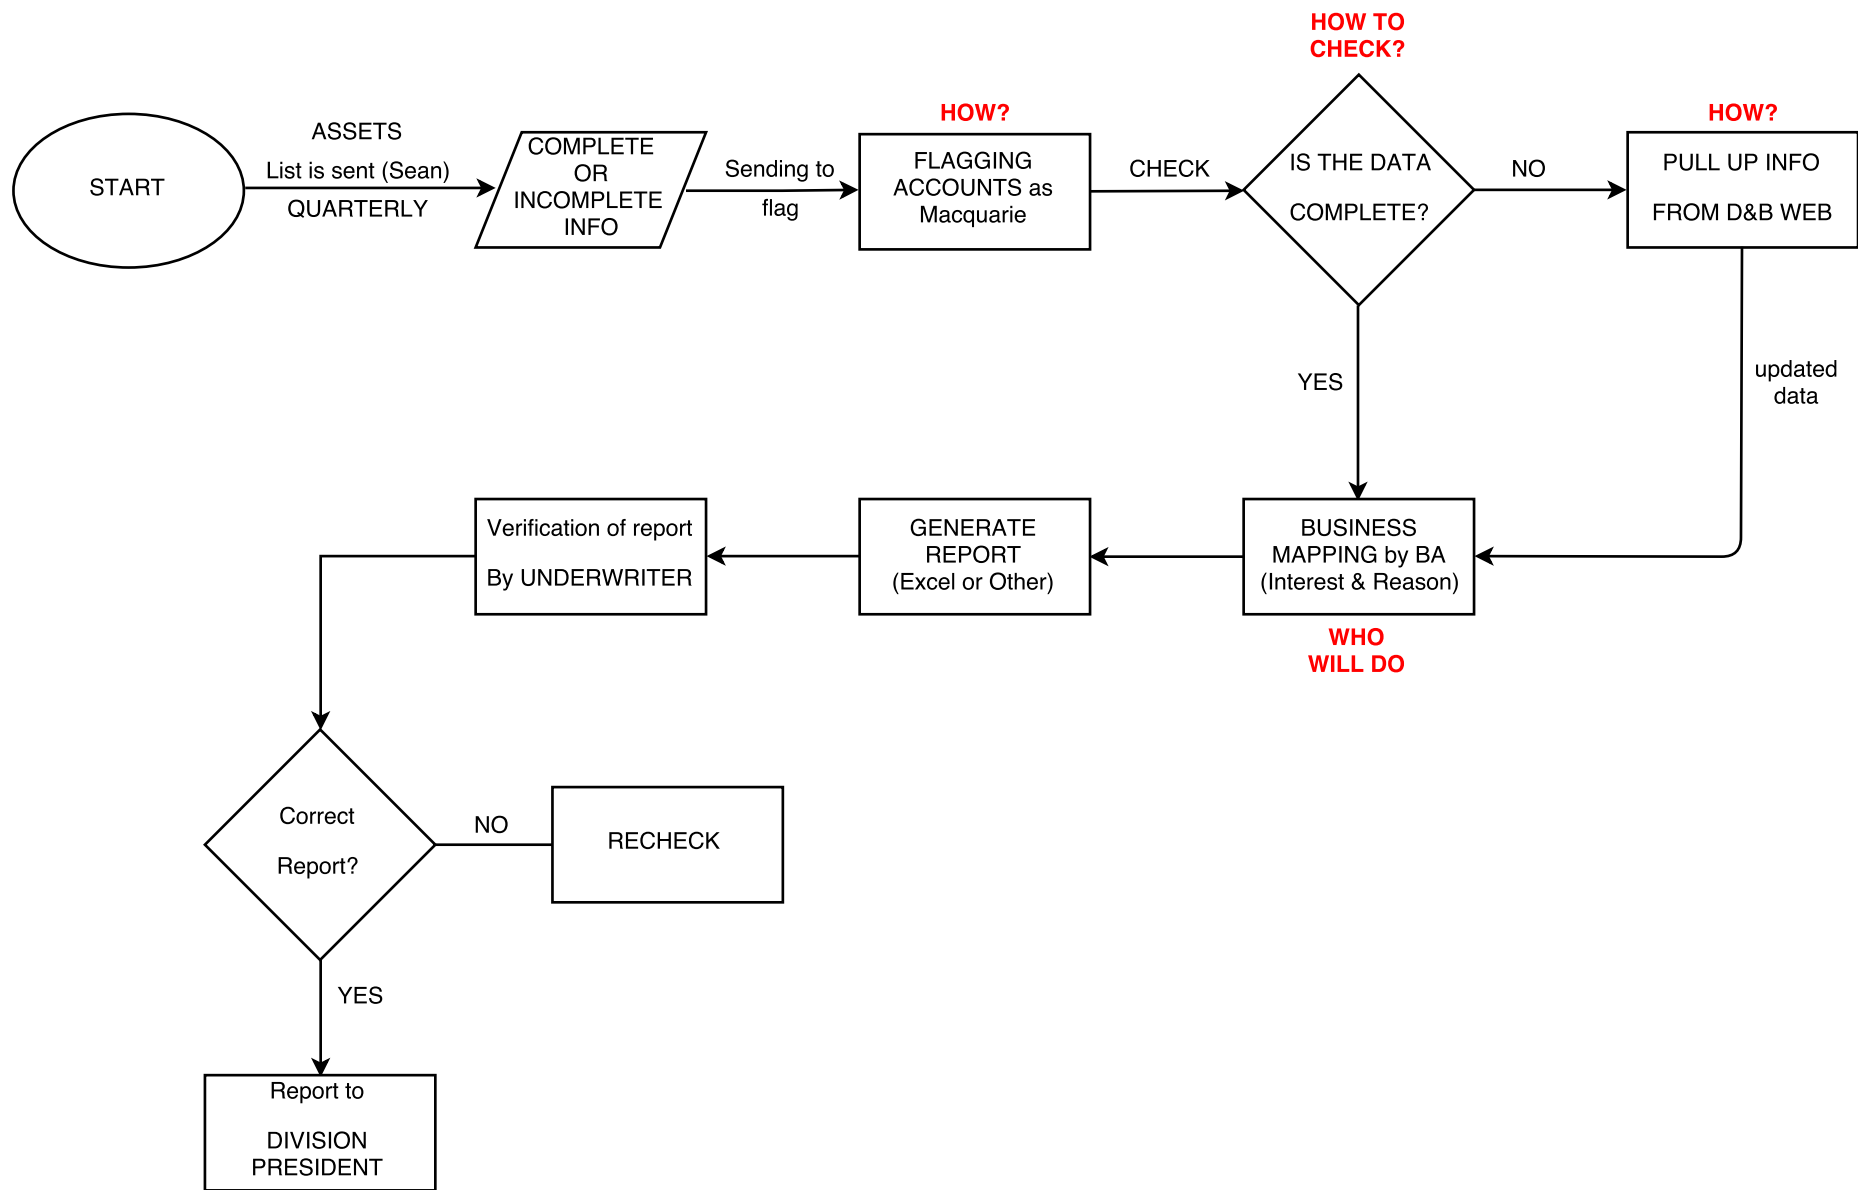 HOW TO
CHECK?
HOW?
HOW?
START
ASSETS
List is sent (Sean)
QUARTERLY
COMPLETE
OR
INCOMPLETE
INFO
Sending to
flag
FLAGGING
ACCOUNTS as
Macquarie
CHECK
IS THE DATA
COMPLETE?
NO
PULL UP INFO
FROM D&B WEB
YES
updated
data
Verification of report
By UNDERWRITER
GENERATE
REPORT
(Excel or Other)
BUSINESS
MAPPING by BA
(Interest & Reason)
WHO
WILL DO
Correct
Report?
NO
RECHECK
YES
Report to
DIVISION
PRESIDENT